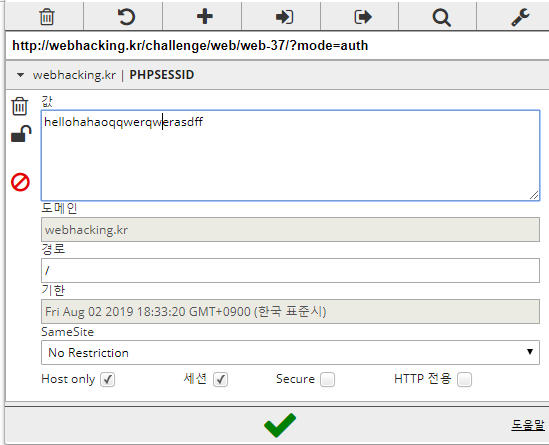 http://webhacking.kr/challenge/web/web-37/?mode=auth
webhacking.kr | PHPSESSID
값
hellohahaoqqwerqwerasdff
도메인
webhacking.kr
경로
/
기한
Fri Aug 02 2019 18:33:20 GMT+0900 (한국 표준시)
SameSite
No Restriction
Host only 세션 Secure HTTP 전용
도움말